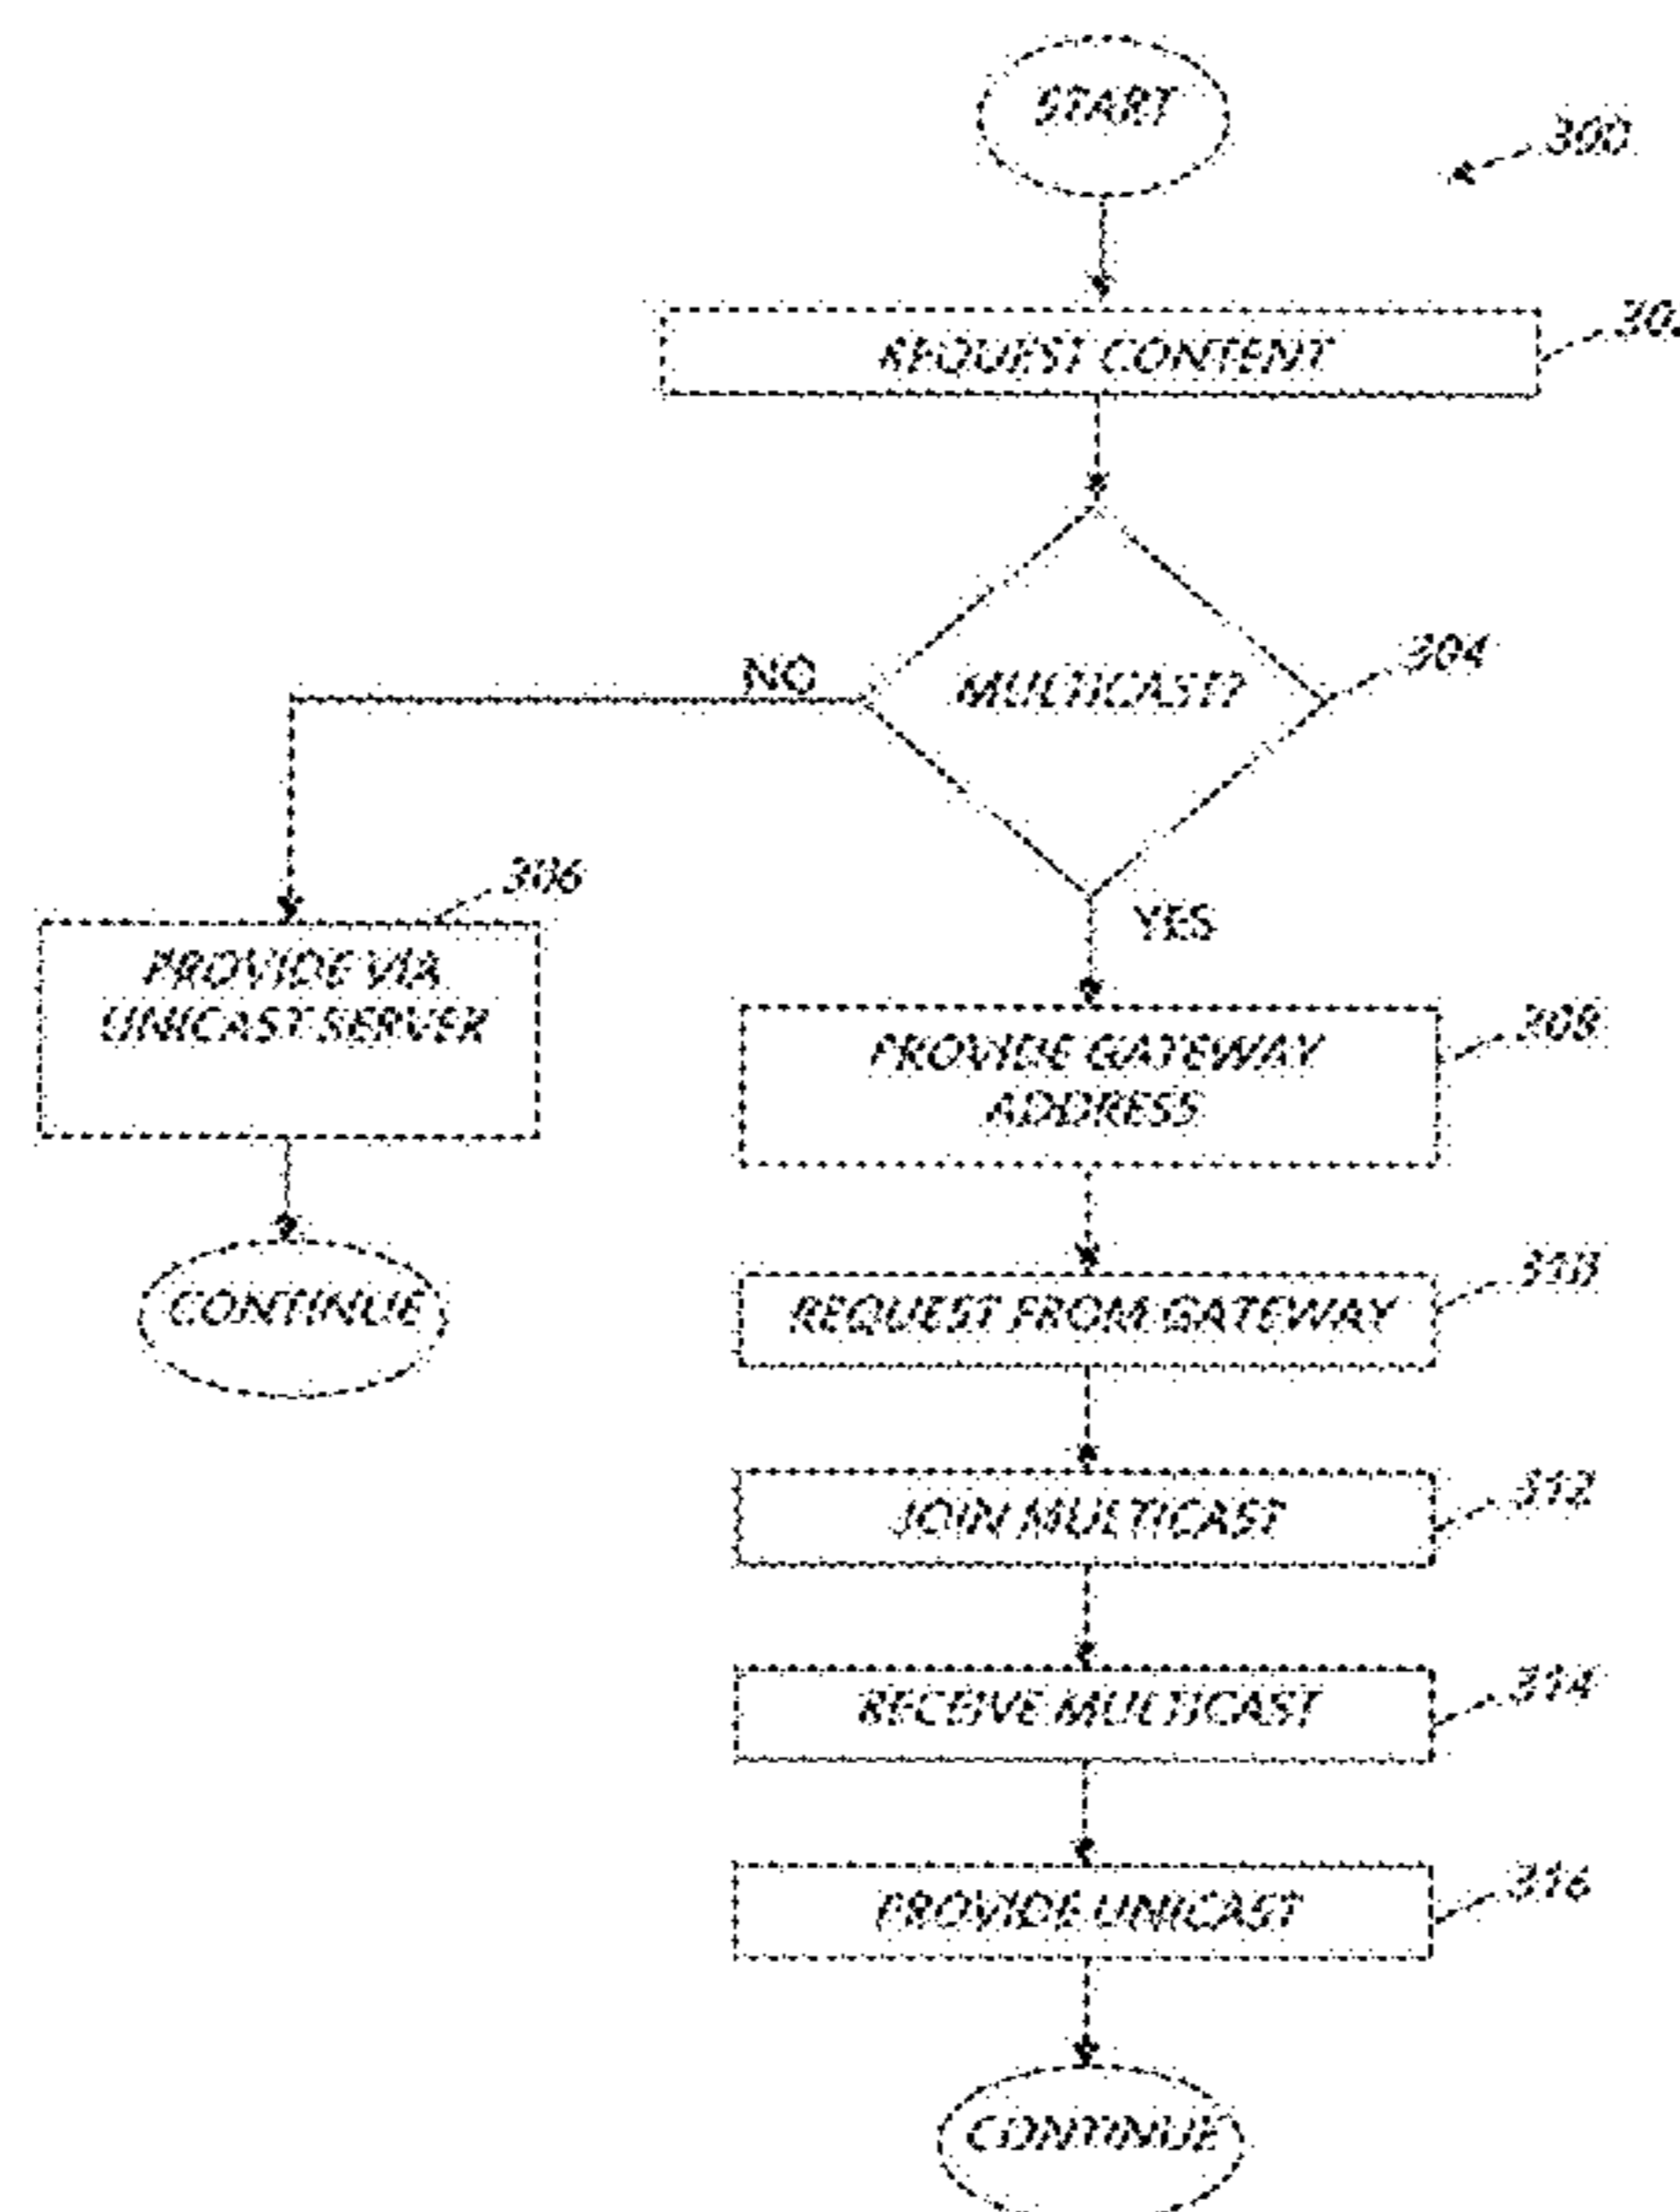 START
300
REQUEST CONTENT
MULTICAST?
304
NO
YES
306
PROVIDE VIA
UNICAST SERVER
308
PROVIDE GATEWAY
ADDRESS
CONTINUE
310
REQUEST FROM GATEWAY
312
JOIN MULTICAST
314
RECEIVE MULTICAST
316
PROVIDE UNICAST
CONTINUE